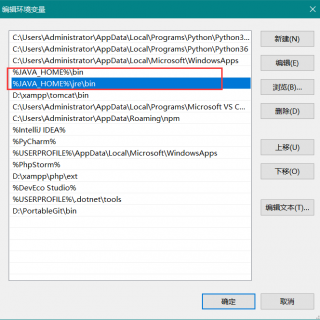 编辑环境变量
C:\Users\Administrator\AppData\Local\Programs\Python\Python3...
C:\Users\Administrator\AppData\Local\Programs\Python\Python36
C:\Users\Administrator\AppData\Local\Microsoft\WindowsApps
%JAVA_HOME%\bin
%JAVA_HOME%\jre\bin
D:\xampp\tomcat\bin
C:\Users\Administrator\AppData\Local\Programs\Microsoft VS C...
C:\Users\Administrator\AppData\Roaming\npm
%IntelliJ IDEA%
%PyCharm%
%USERPROFILE%\AppData\Local\Microsoft\WindowsApps
%PhpStorm%
D:\xampp\php\ext
%DevEco Studio%
%USERPROFILE%\.dotnet\tools
D:\PortableGit\bin
新建(N)
编辑(E)
浏览(B)...
删除(D)
上移(U)
下移(O)
编辑文本(T)...
确定
取消